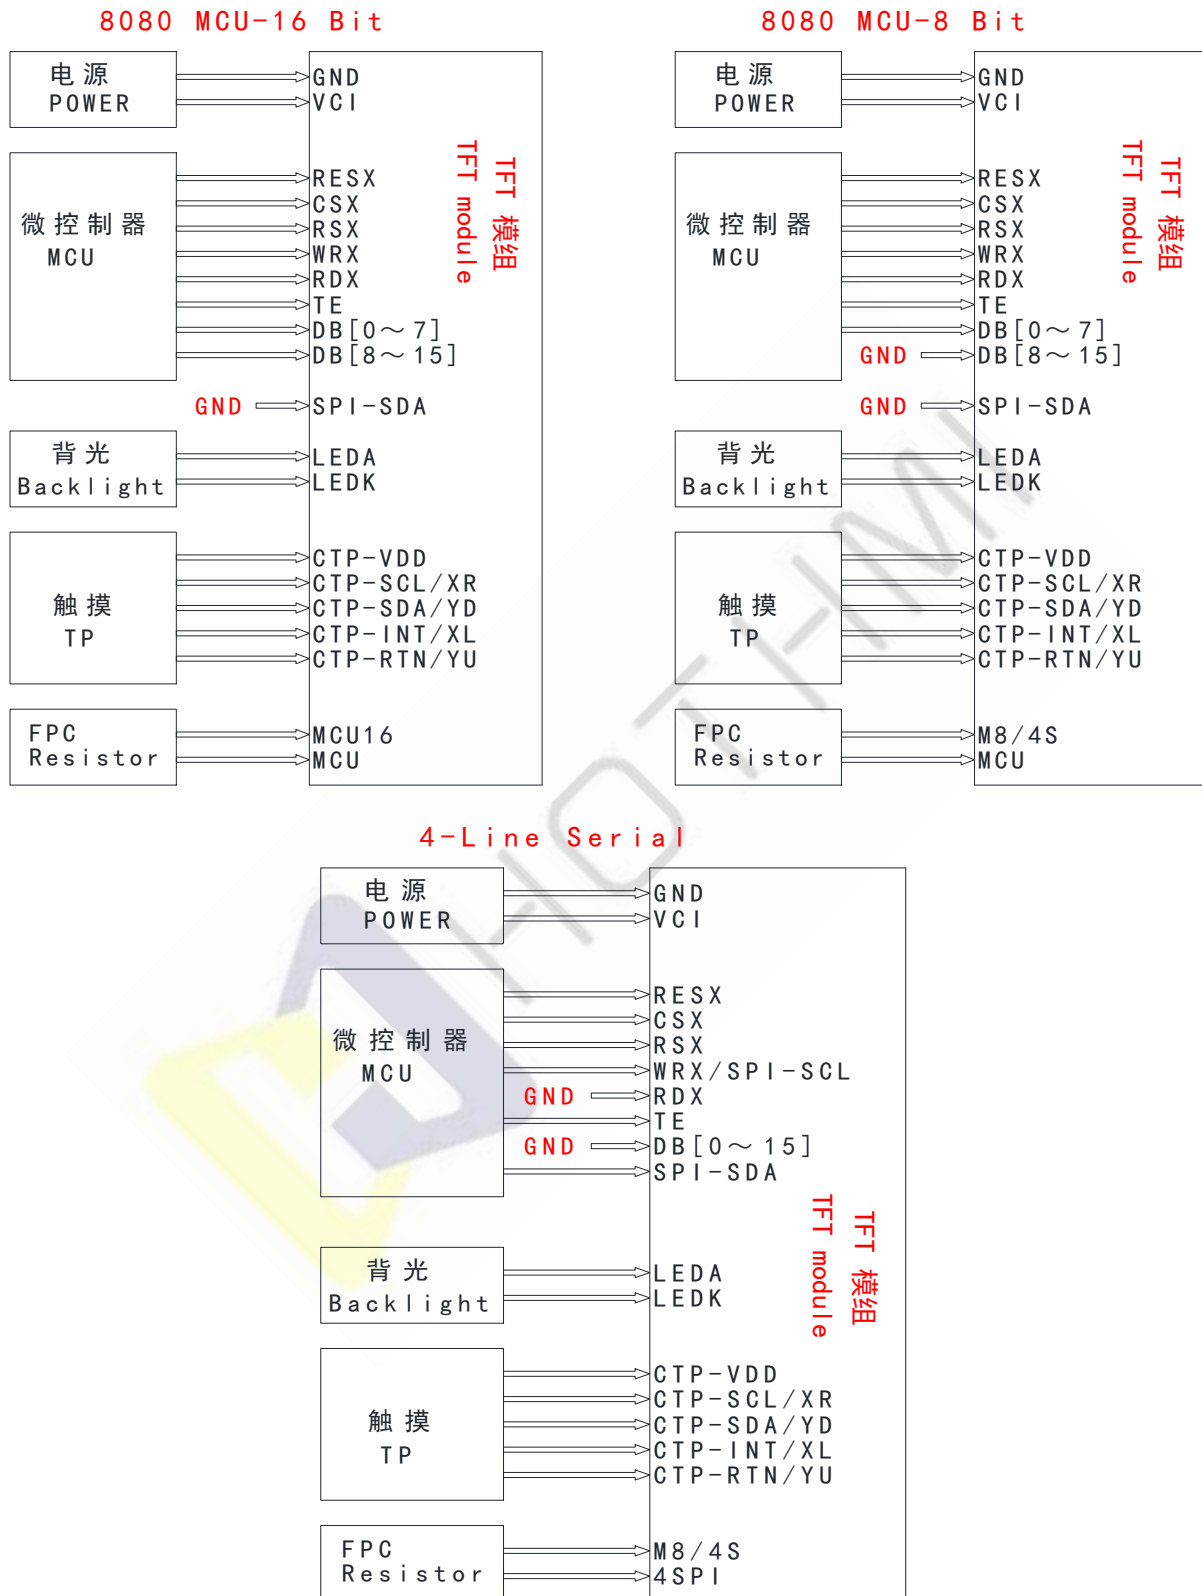 8080 MCU-16 Bit
电源
POWER
GND
VCI
微控制器
MCU
RESX
CSX
RSX
WRX
RDX
TE
DB[0～7]
DB[8～15]
GND
SPI-SDA
背光
Backlight
LEDA
LEDK
触摸
TP
CTP-VDD
CTP-SCL/XR
CTP-SDA/YD
CTP-INT/XL
CTP-RTN/YU
FPC
Resistor
MCU16
MCU
TFT 模组
TFT module
8080 MCU-8 Bit
电源
POWER
GND
VCI
微控制器
MCU
RESX
CSX
RSX
WRX
RDX
TE
DB[0～7]
GND
DB[8～15]
GND
SPI-SDA
背光
Backlight
LEDA
LEDK
触摸
TP
CTP-VDD
CTP-SCL/XR
CTP-SDA/YD
CTP-INT/XL
CTP-RTN/YU
FPC
Resistor
M8/4S
MCU
TFT 模组
TFT module
4-Line Serial
电源
POWER
GND
VCI
微控制器
MCU
RESX
CSX
RSX
WRX/SPI-SCL
GND
RDX
TE
GND
DB[0～15]
SPI-SDA
背光
Backlight
LEDA
LEDK
触摸
TP
CTP-VDD
CTP-SCL/XR
CTP-SDA/YD
CTP-INT/XL
CTP-RTN/YU
FPC
Resistor
M8/4S
4SPI
TFT 模组
TFT module
HOTHMI